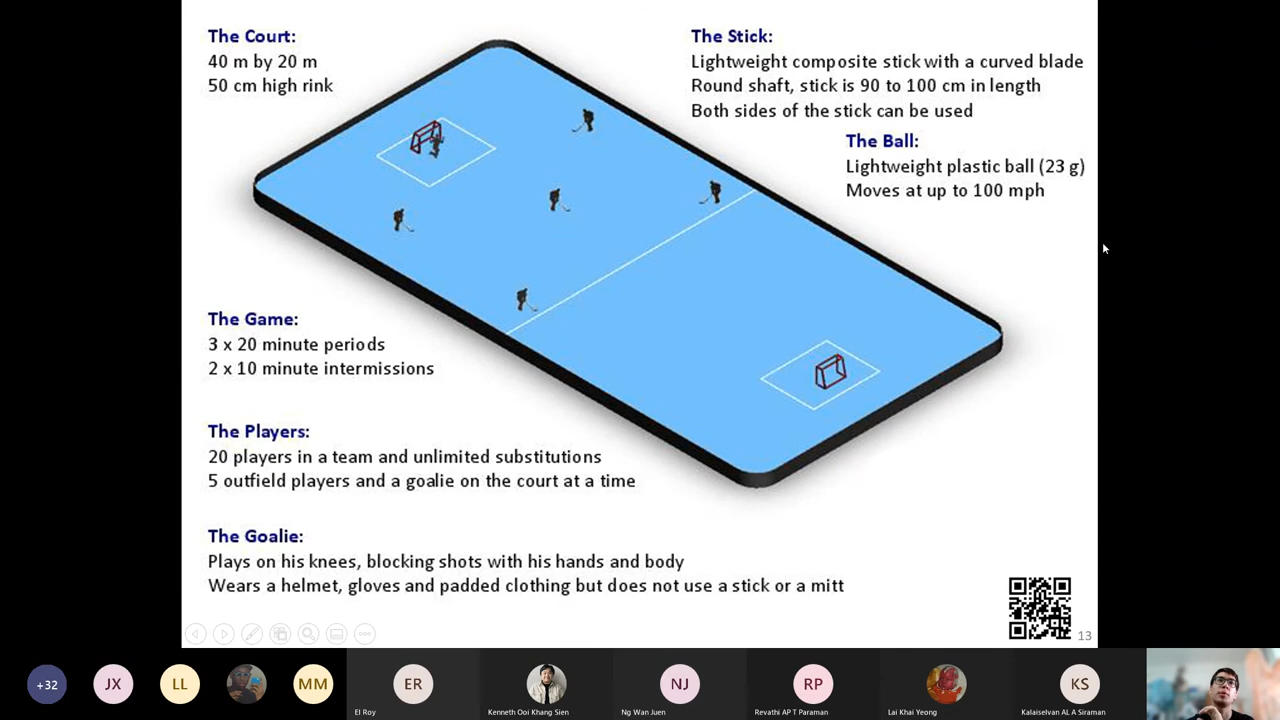 The Court:
40 m by 20 m
50 cm high rink
The Stick:
Lightweight composite stick with a curved blade
Round shaft, stick is 90 to 100 cm in length
Both sides of the stick can be used
The Ball:
Lightweight plastic ball (23 g)
Moves at up to 100 mph
The Game:
3 x 20 minute periods
2 x 10 minute intermissions
The Players:
20 players in a team and unlimited substitutions
5 outfield players and a goalie on the court at a time
The Goalie:
Plays on his knees, blocking shots with his hands and body
Wears a helmet, gloves and padded clothing but does not use a stick or a mitt
13
+32
JX
LL
MM
ER
NJ
RP
KS
El Roy
Kenneth Ooi Khang Sien
Ng Wan Juen
Revathi AP T Paraman
Lai Khai Yeong
Kalaiselvan AL A Siraman